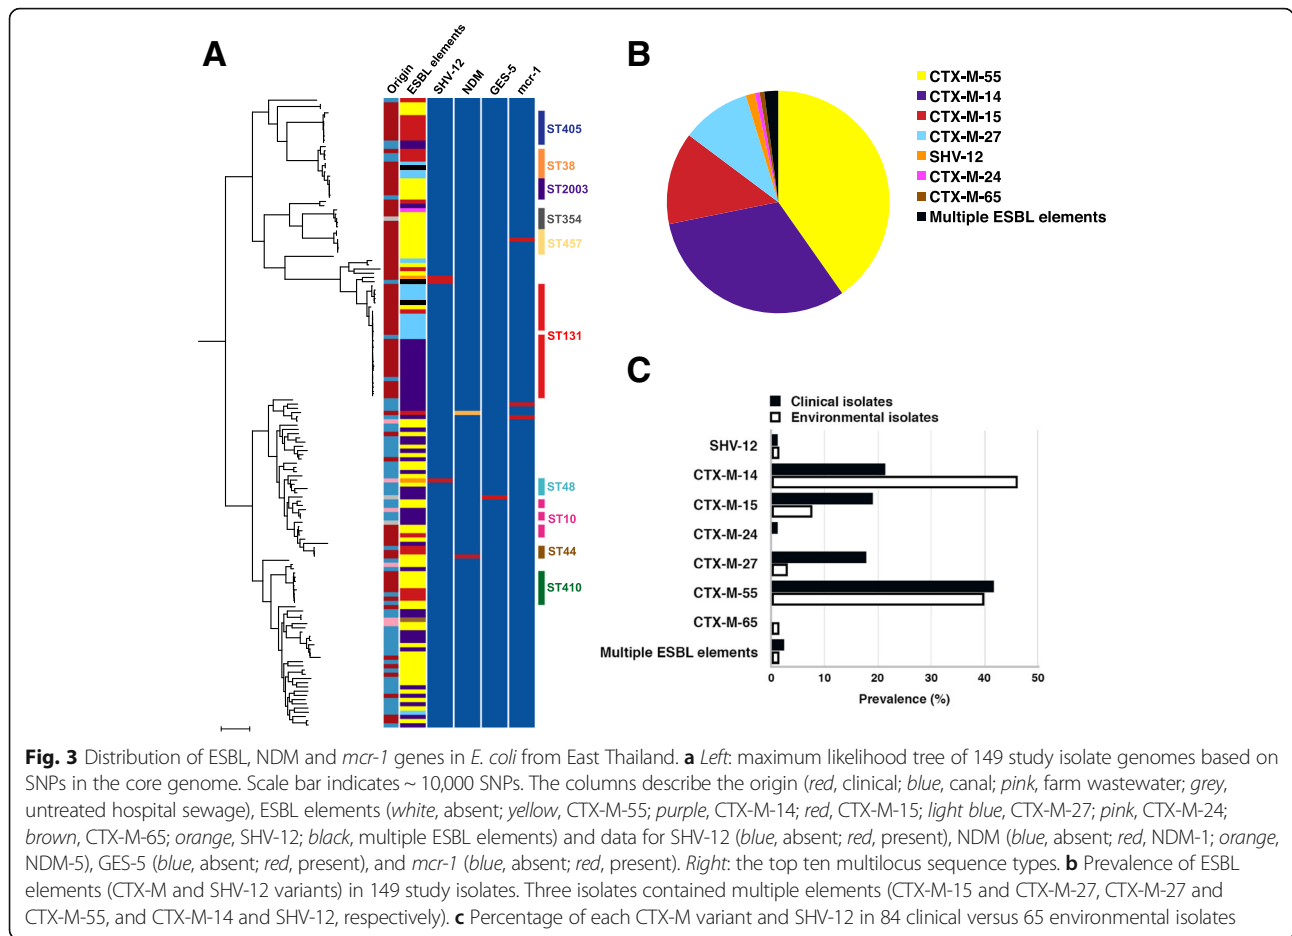 A
Origin
ESBL elements
SHV-12
NDM
GES-5
mcr-1
ST405
ST38
ST2003
ST354
ST457
ST131
ST48
ST10
ST44
ST410
B
CTX-M-55
CTX-M-14
CTX-M-15
CTX-M-27
SHV-12
CTX-M-24
CTX-M-65
Multiple ESBL elements
C
Clinical isolates
Environmental isolates
SHV-12
CTX-M-14
CTX-M-15
CTX-M-24
CTX-M-27
CTX-M-55
CTX-M-65
Multiple ESBL elements
0 10 20 30 40 50
Prevalence (%)
Fig. 3 Distribution of ESBL, NDM and mcr-1 genes in E. coli from East Thailand. a Left: maximum likelihood tree of 149 study isolate genomes based on
SNPs in the core genome. Scale bar indicates ~ 10,000 SNPs. The columns describe the origin (red, clinical; blue, canal; pink, farm wastewater; grey,
untreated hospital sewage), ESBL elements (white, absent; yellow, CTX-M-55; purple, CTX-M-14; red, CTX-M-15; light blue, CTX-M-27; pink, CTX-M-24;
brown, CTX-M-65; orange, SHV-12; black, multiple ESBL elements) and data for SHV-12 (blue, absent; red, present), NDM (blue, absent; red, NDM-1; orange,
NDM-5), GES-5 (blue, absent; red, present), and mcr-1 (blue, absent; red, present). Right: the top ten multilocus sequence types. b Prevalence of ESBL
elements (CTX-M and SHV-12 variants) in 149 study isolates. Three isolates contained multiple elements (CTX-M-15 and CTX-M-27, CTX-M-27 and
CTX-M-55, and CTX-M-14 and SHV-12, respectively). c Percentage of each CTX-M variant and SHV-12 in 84 clinical versus 65 environmental isolates